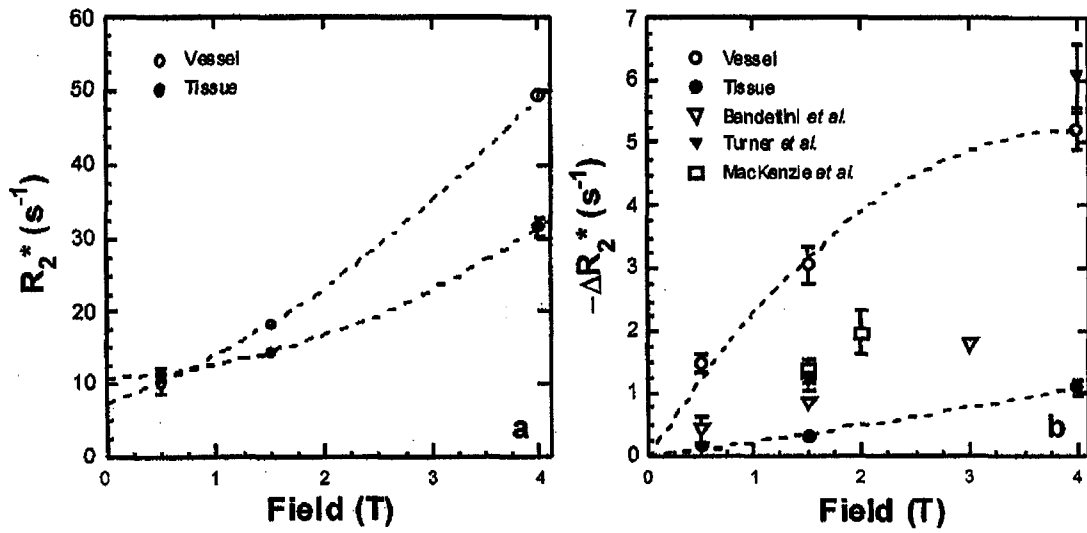 60
50
40
30
20
10
0
R2* (s-1)
Vessel
Tissue
a
0 1 2 3 4
Field (T)
7
6
5
4
3
2
1
0
−ΔR2* (s-1)
Vessel
Tissue
Bandettini et al.
Turner et al.
MacKenzie et al.
b
0 1 2 3 4
Field (T)